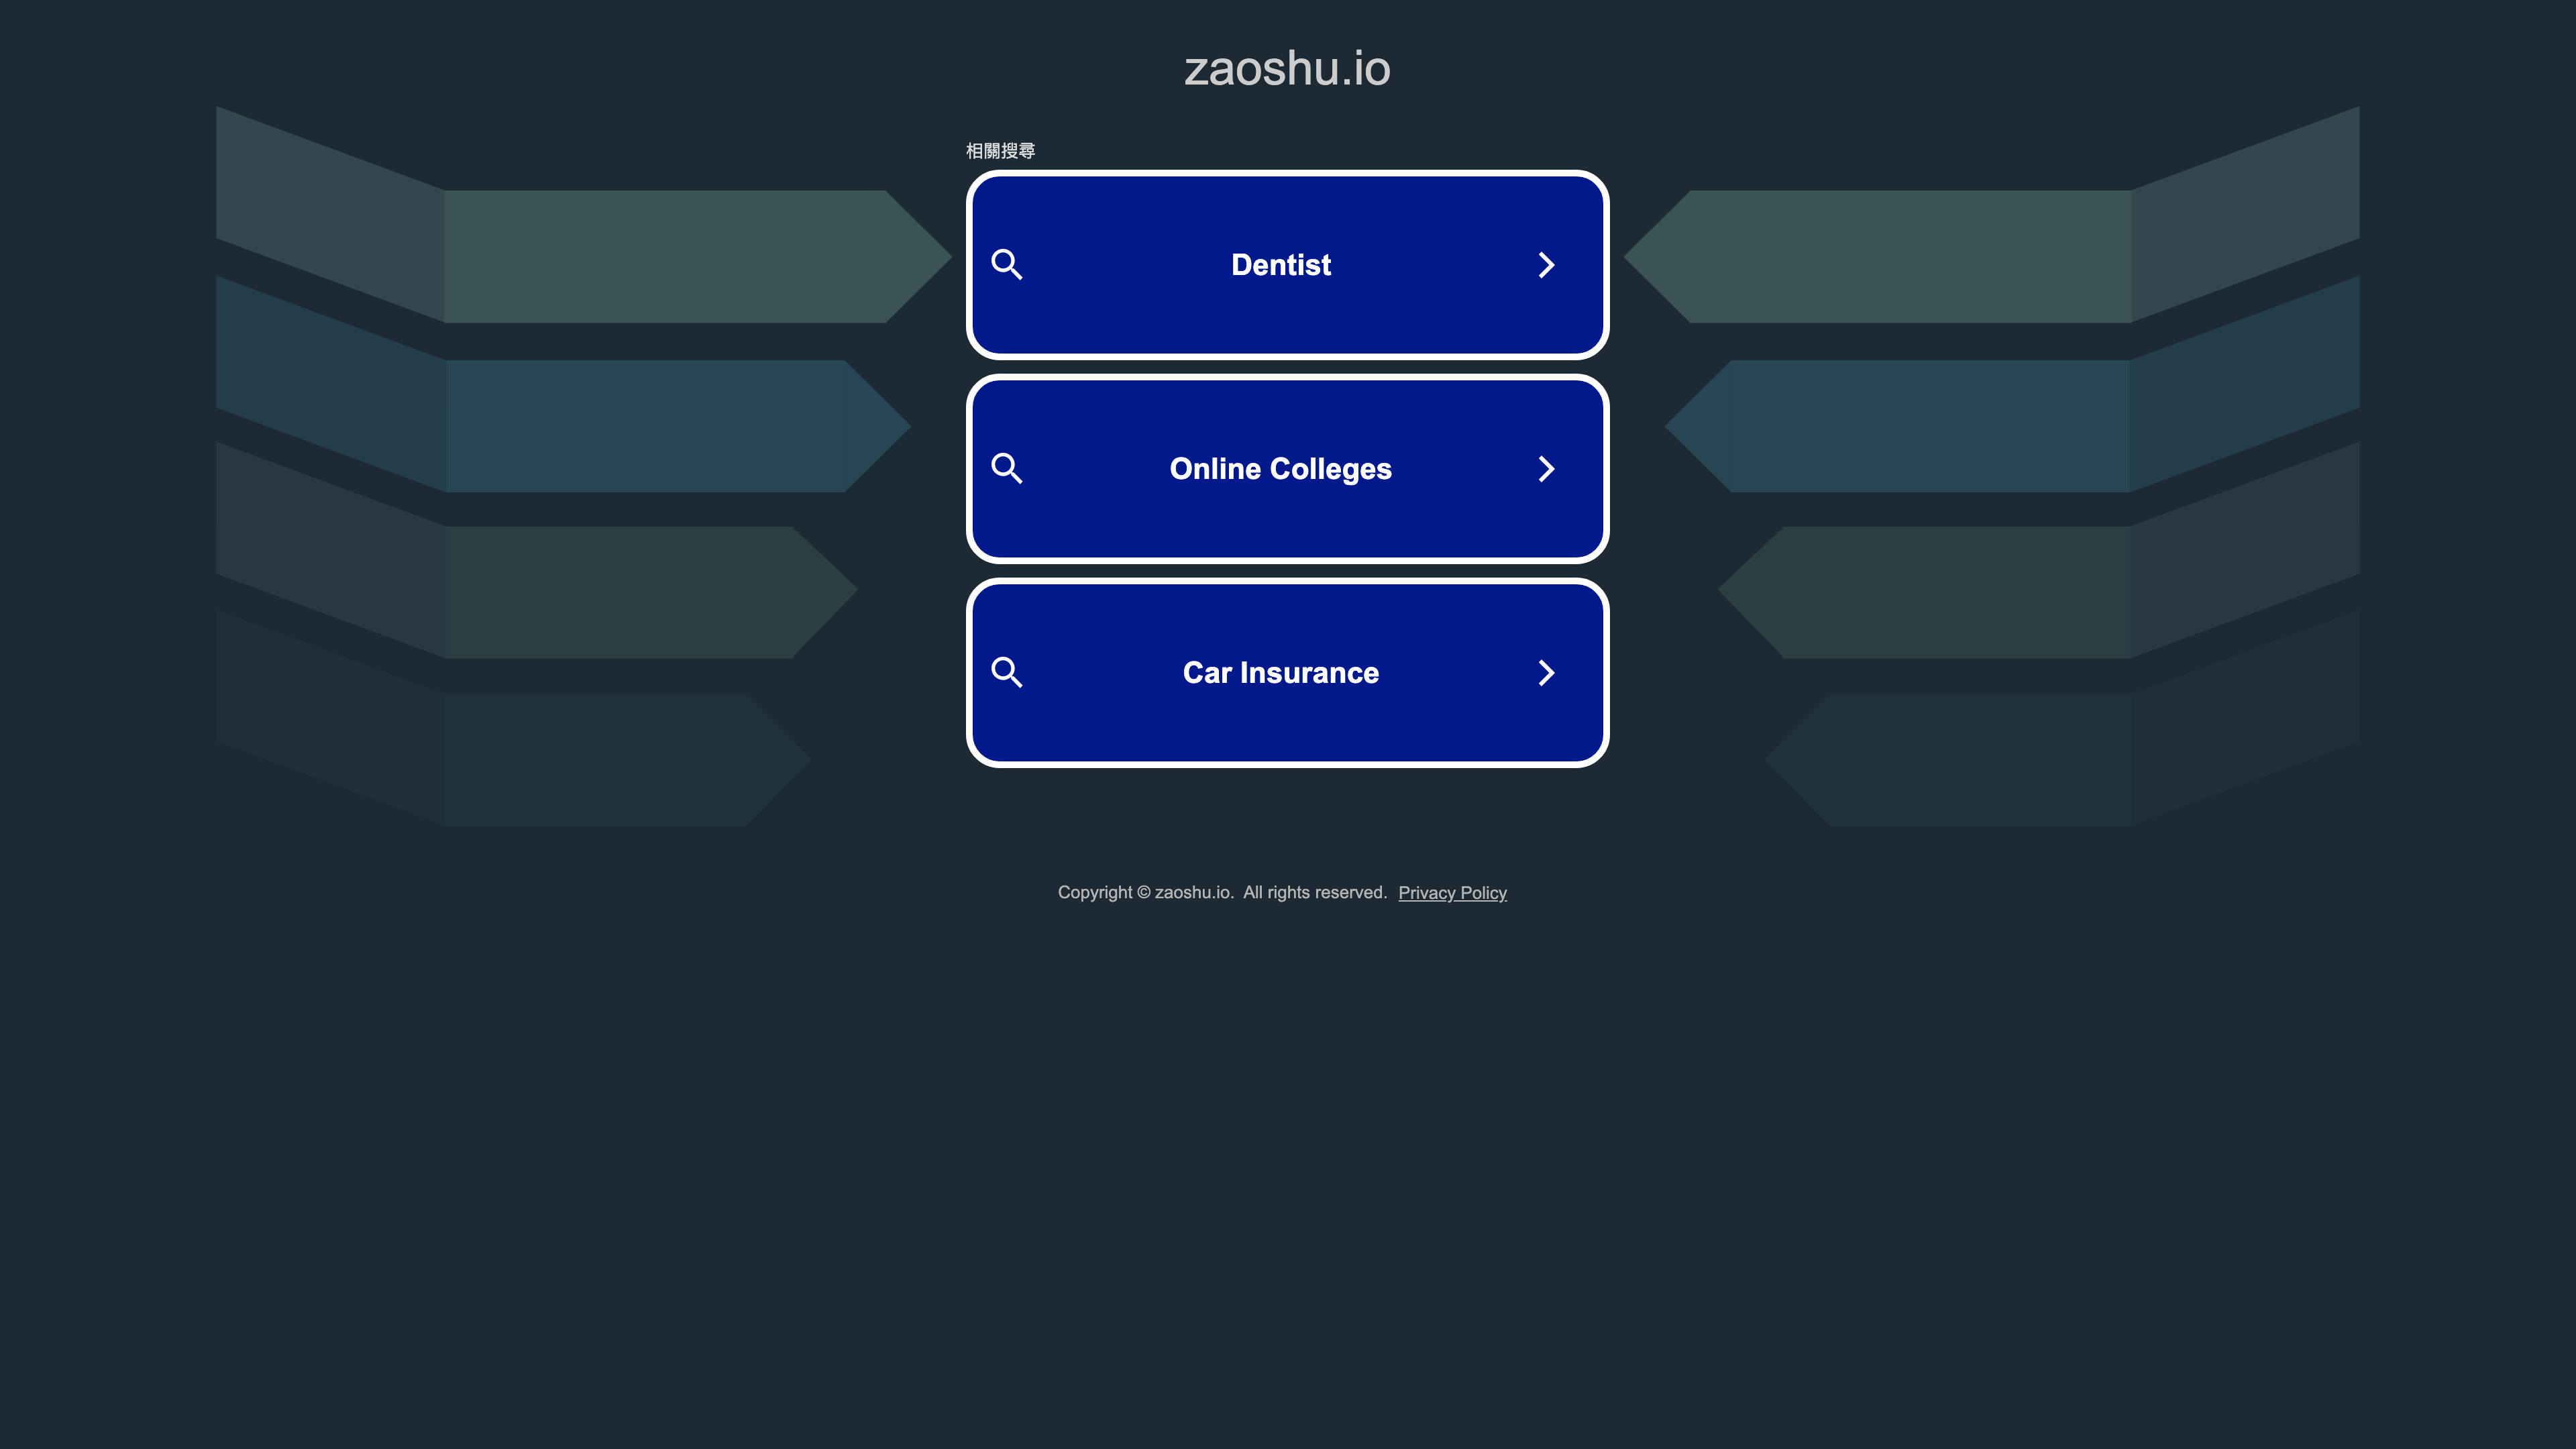 zaoshu.io
相關搜尋
Dentist
Online Colleges
Car Insurance
Copyright © zaoshu.io.  All rights reserved.  Privacy Policy